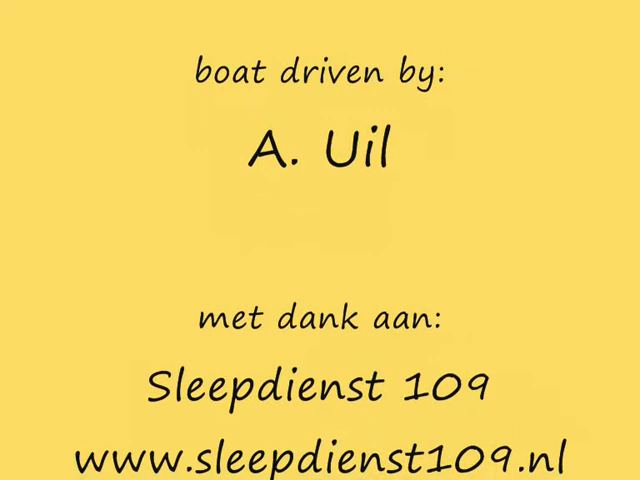 boat driven by:
A. Uil
met dank aan:
Sleepdienst 109
www.sleepdienst109.nl